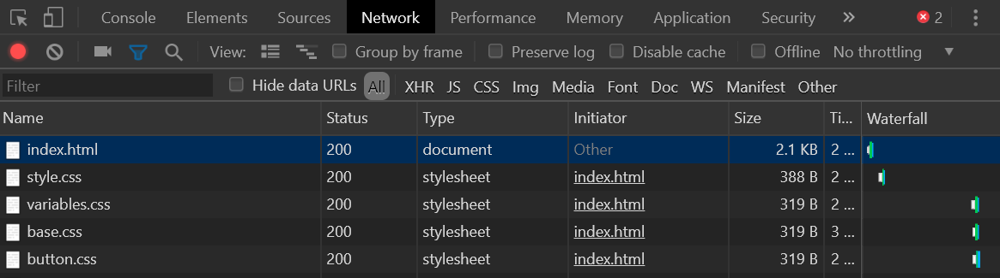 Console Elements Sources Network Performance Memory Application Security » 2
View: Group by frame Preserve log Disable cache Offline No throttling ▼
Filter Hide data URLs All XHR JS CSS Img Media Font Doc WS Manifest Other
Name Status Type Initiator Size Ti... Waterfall
index.html 200 document Other 2.1 KB 2 ...
style.css 200 stylesheet index.html 388 B 2 ...
variables.css 200 stylesheet index.html 319 B 2 ...
base.css 200 stylesheet index.html 319 B 3 ...
button.css 200 stylesheet index.html 319 B 2 ...